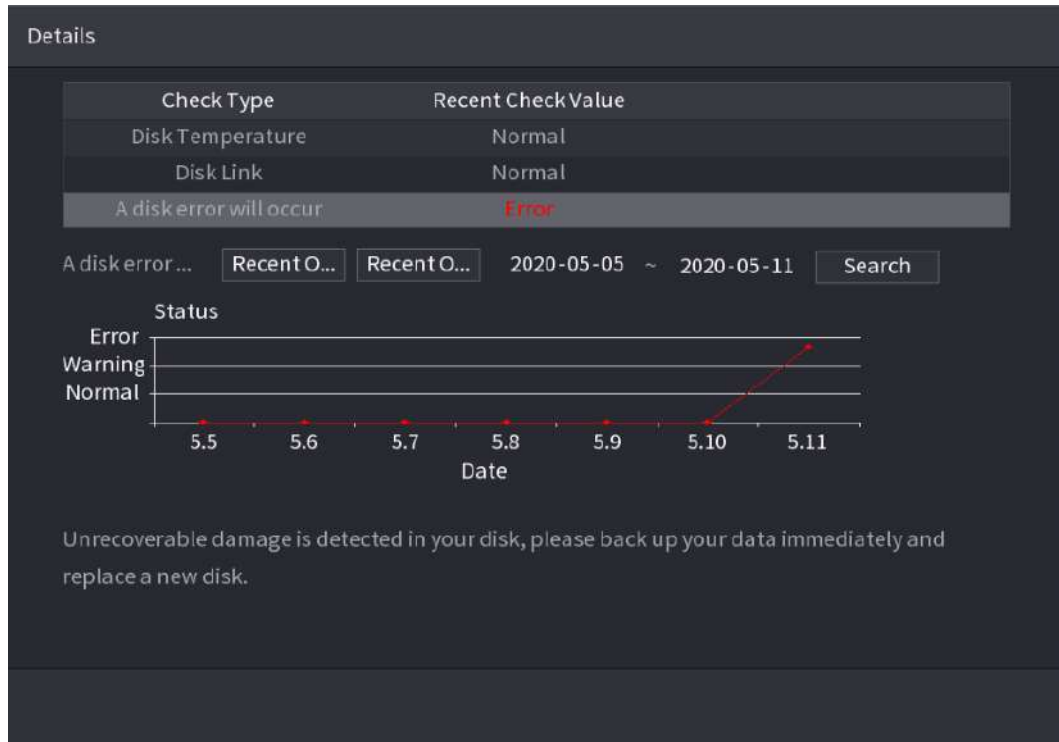 Details
Check Type Recent Check Value
Disk Temperature Normal
Disk Link Normal
A disk error will occur Error
A disk error ... Recent O... Recent O... 2020-05-05 ~ 2020-05-11 Search
Status
Error
Warning
Normal
5.5 5.6 5.7 5.8 5.9 5.10 5.11
Date
Unrecoverable damage is detected in your disk, please back up your data immediately and
replace a new disk.